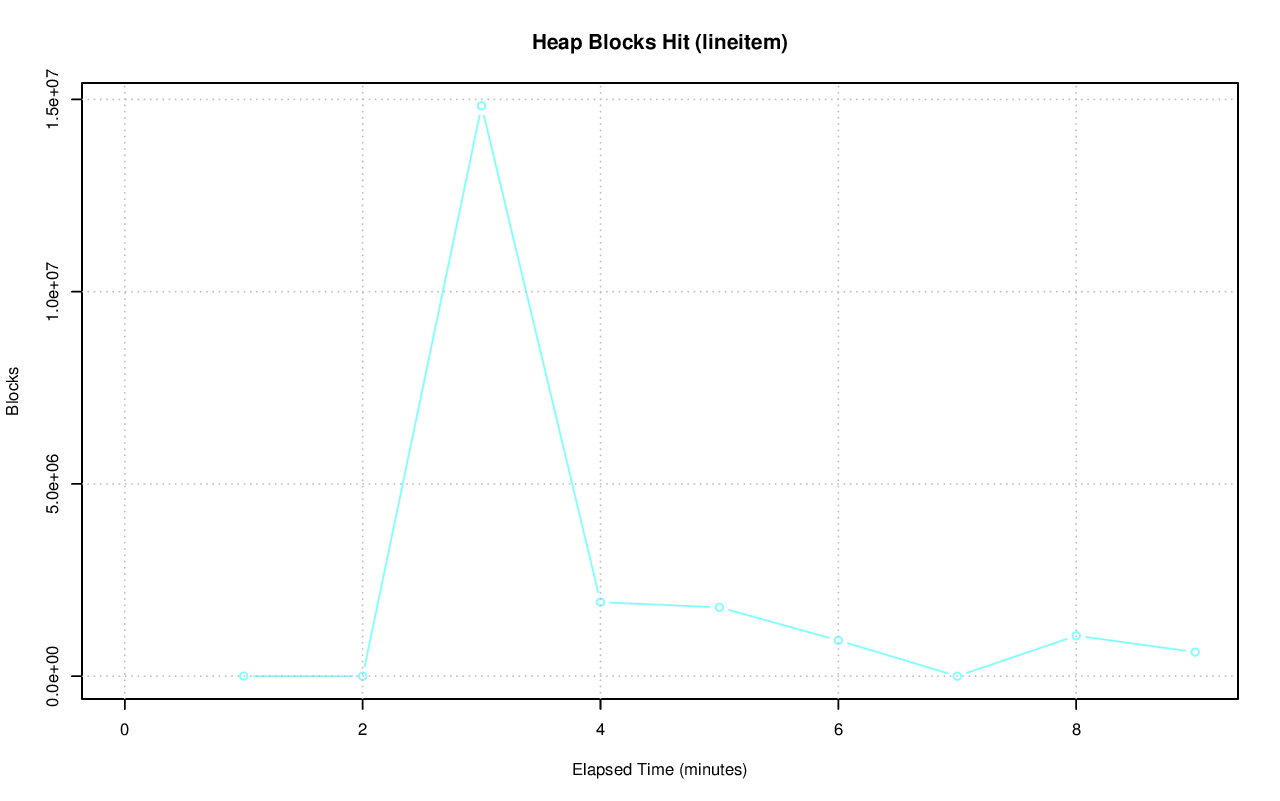 Heap Blocks Hit (lineitem)
1.5e+07
1.0e+07
5.0e+06
0.0e+00
Blocks
0 2 4 6 8
Elapsed Time (minutes)